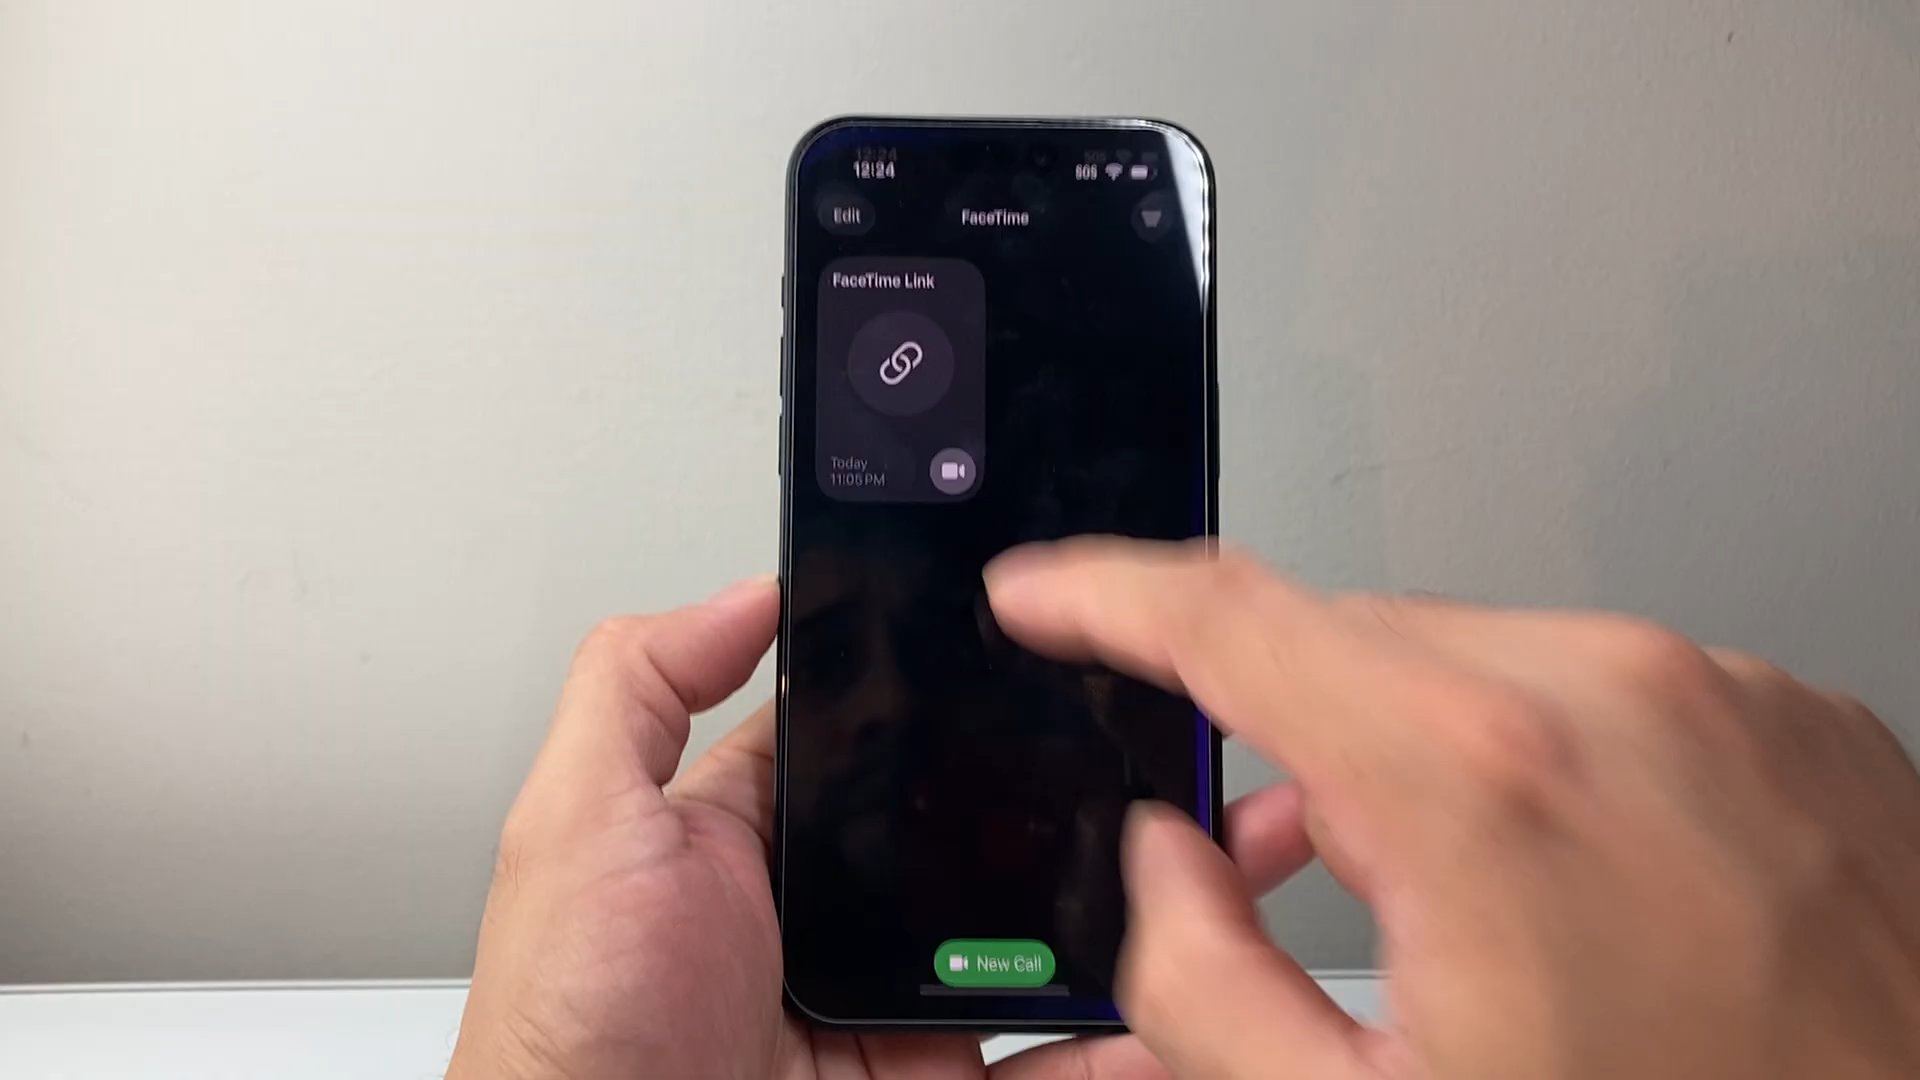 12:24
SOS
Edit
FaceTime
FaceTime Link
Today
11:05 PM
New Call